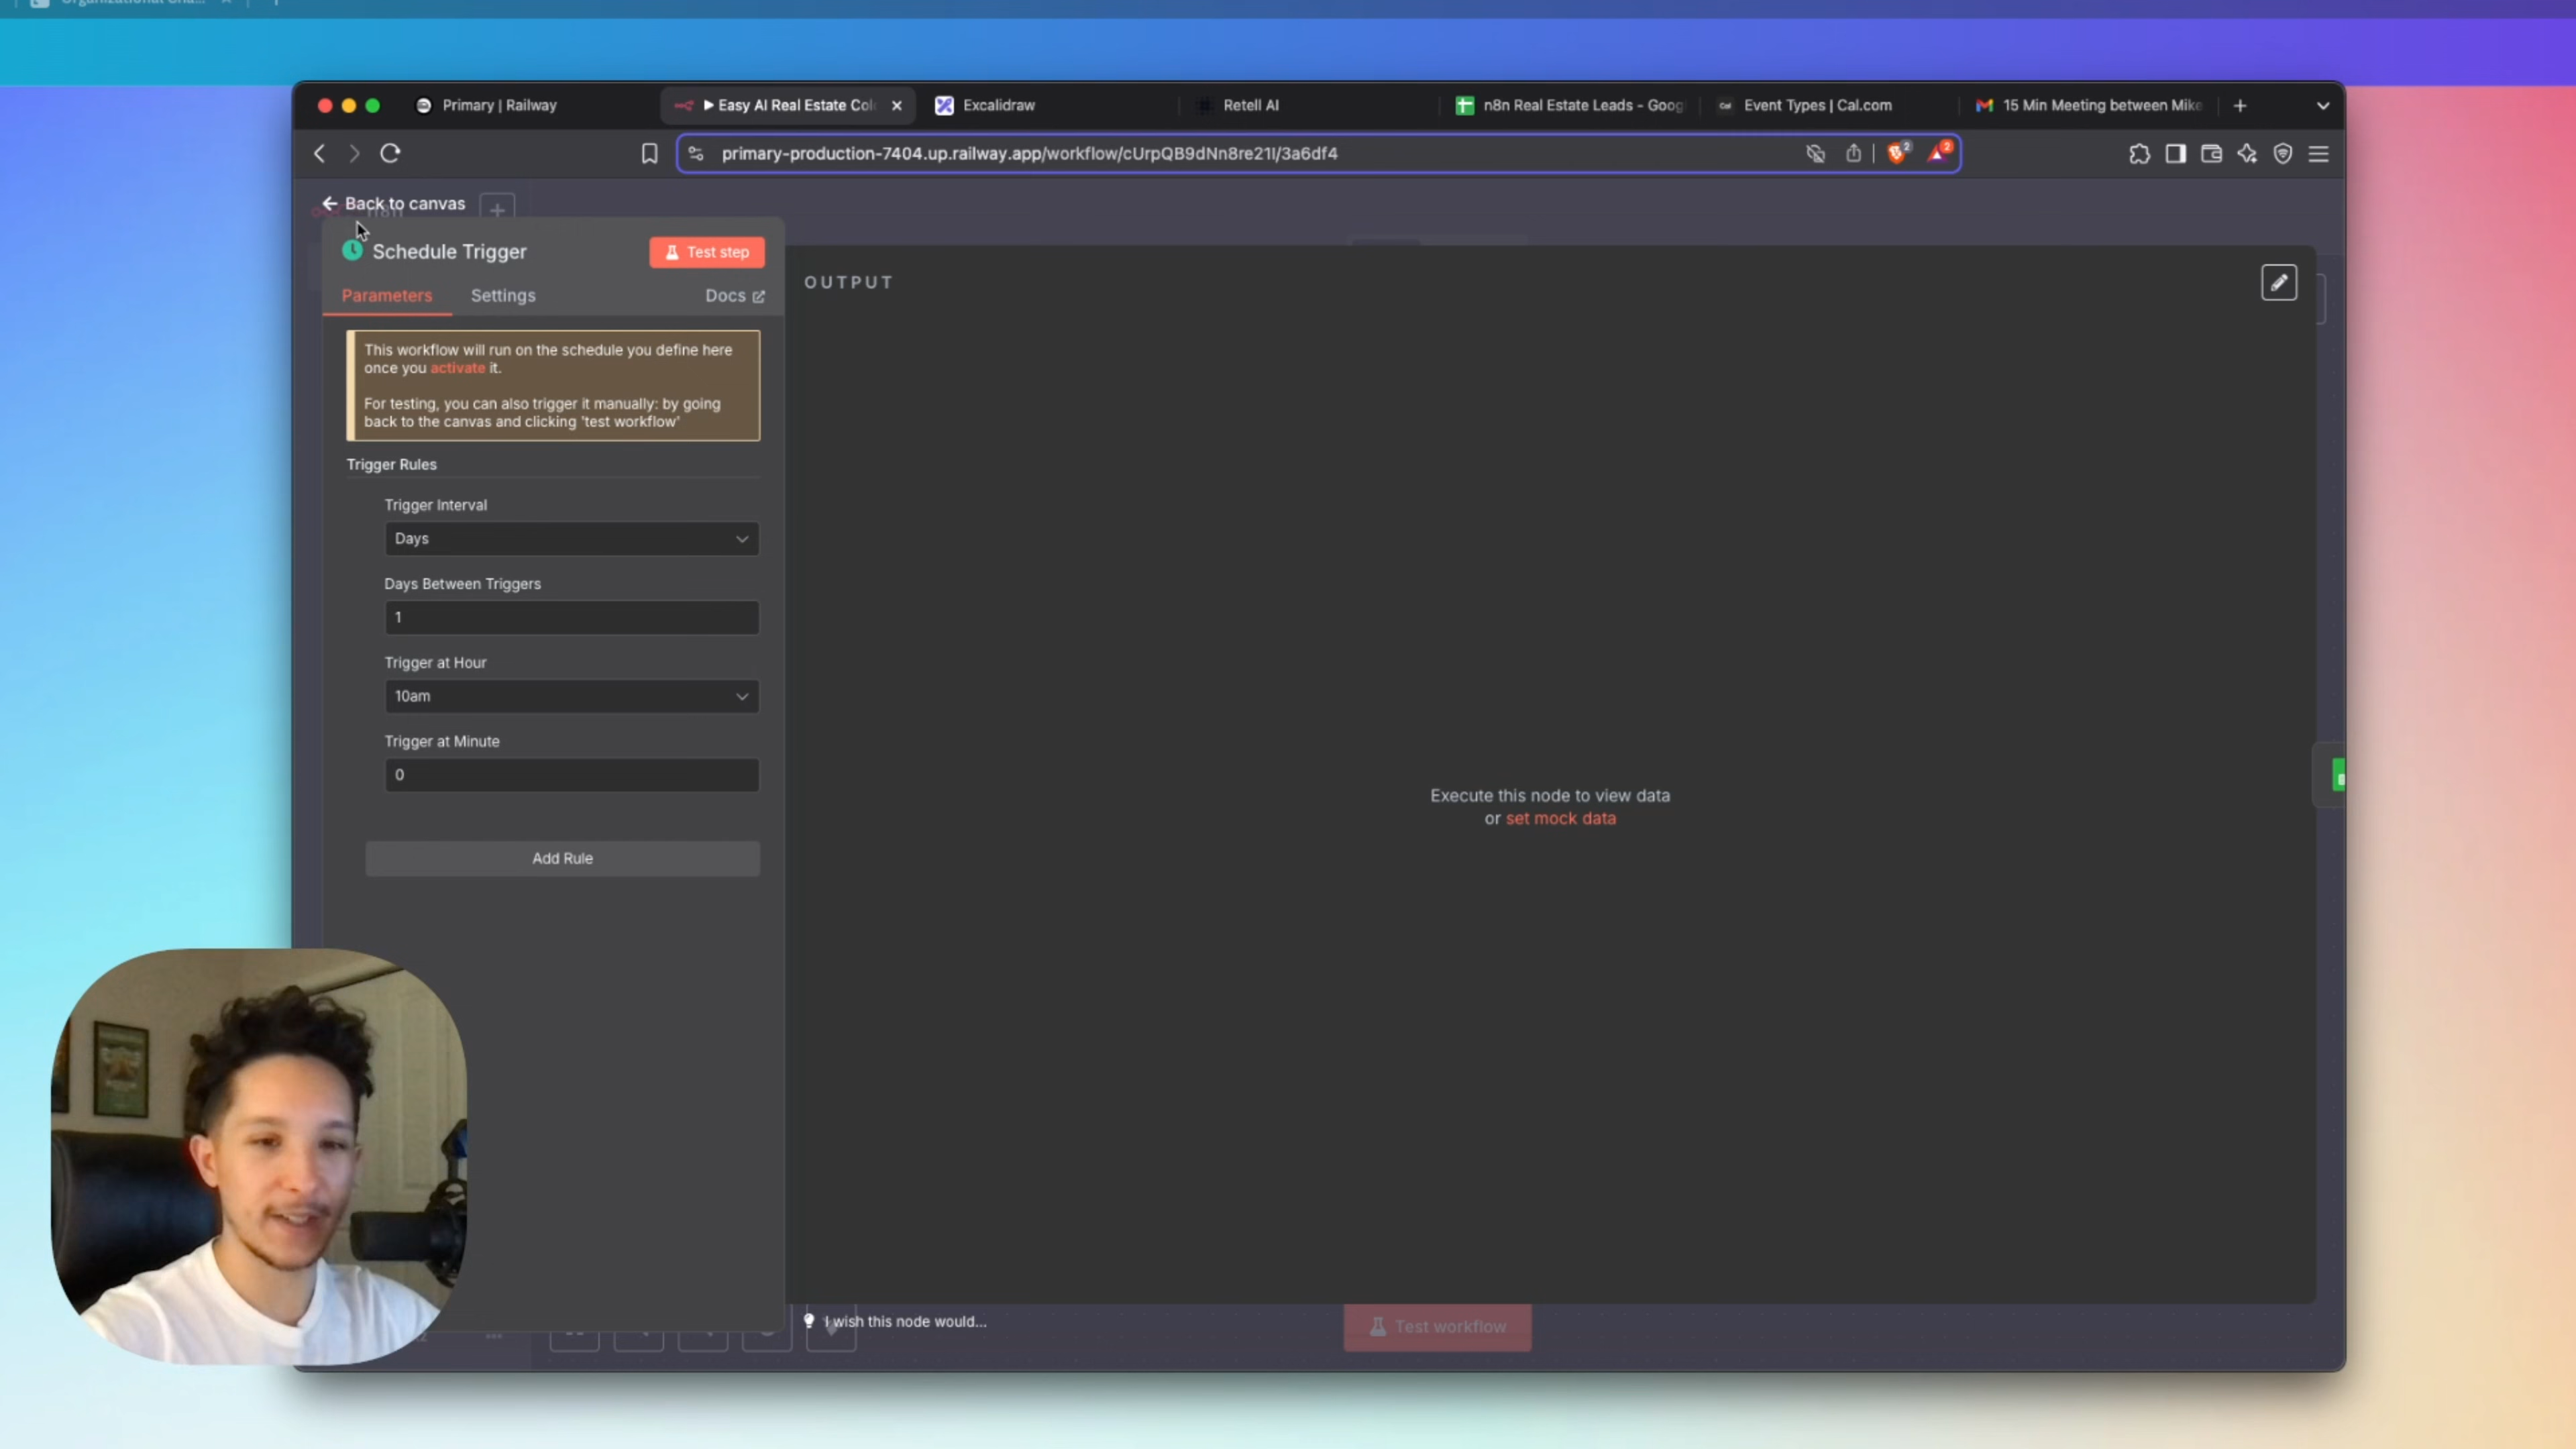 Primary | Railway
Easy AI Real Estate Col
Excalidraw
Retell AI
n8n Real Estate Leads - Goog
Cal
Event Types | Cal.com
15 Min Meeting between Mike
primary-production-7404.up.railway.app/workflow/cUrpQB9dNn8re21I/3a6df4
2
2
Back to canvas
Schedule Trigger
Test step
Parameters
Settings
Docs
OUTPUT
This workflow will run on the schedule you define here
once you activate it.
For testing, you can also trigger it manually: by going
back to the canvas and clicking 'test workflow'
Trigger Rules
Trigger Interval
Days
Days Between Triggers
1
Trigger at Hour
10am
Trigger at Minute
0
Add Rule
Execute this node to view data
or set mock data
I wish this node would...
Test workflow